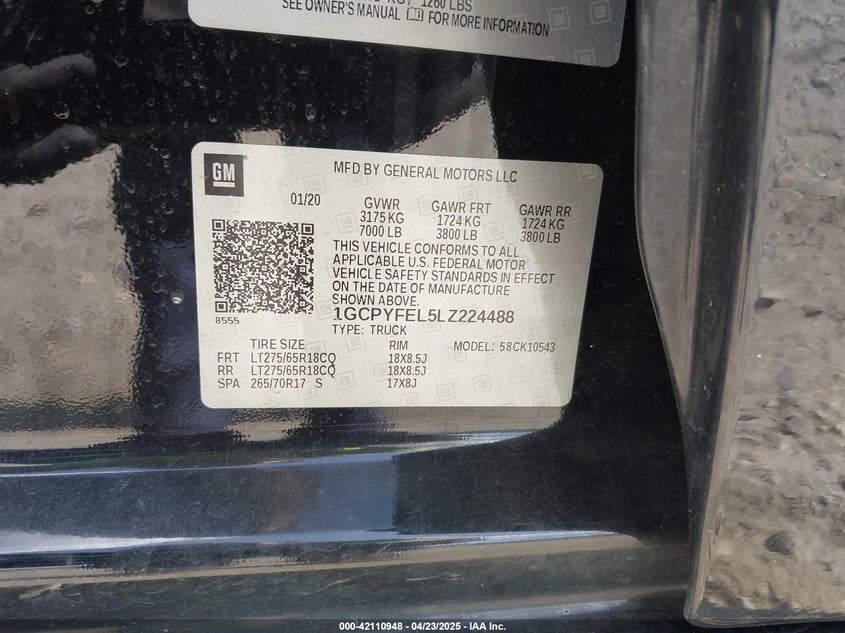 1260 LBS
SEE OWNER'S MANUAL FOR MORE INFORMATION
GM
MFD BY GENERAL MOTORS LLC
01/20 GVWR GAWR FRT GAWR RR
3175 KG 1724 KG 1724 KG
7000 LB 3800 LB 3800 LB
THIS VEHICLE CONFORMS TO ALL
APPLICABLE U.S. FEDERAL MOTOR
VEHICLE SAFETY STANDARDS IN EFFECT
ON THE DATE OF MANUFACTURE
SHOWN ABOVE.
8555
1GCPYFEL5LZ224488
TYPE: TRUCK
TIRE SIZE RIM MODEL: 58CK10543
FRT LT275/65R18CQ 18X8.5J
RR LT275/65R18CQ 18X8.5J
SPA 265/70R17 S 17X8J
000-42110948 - 04/23/2025 - IAA Inc.